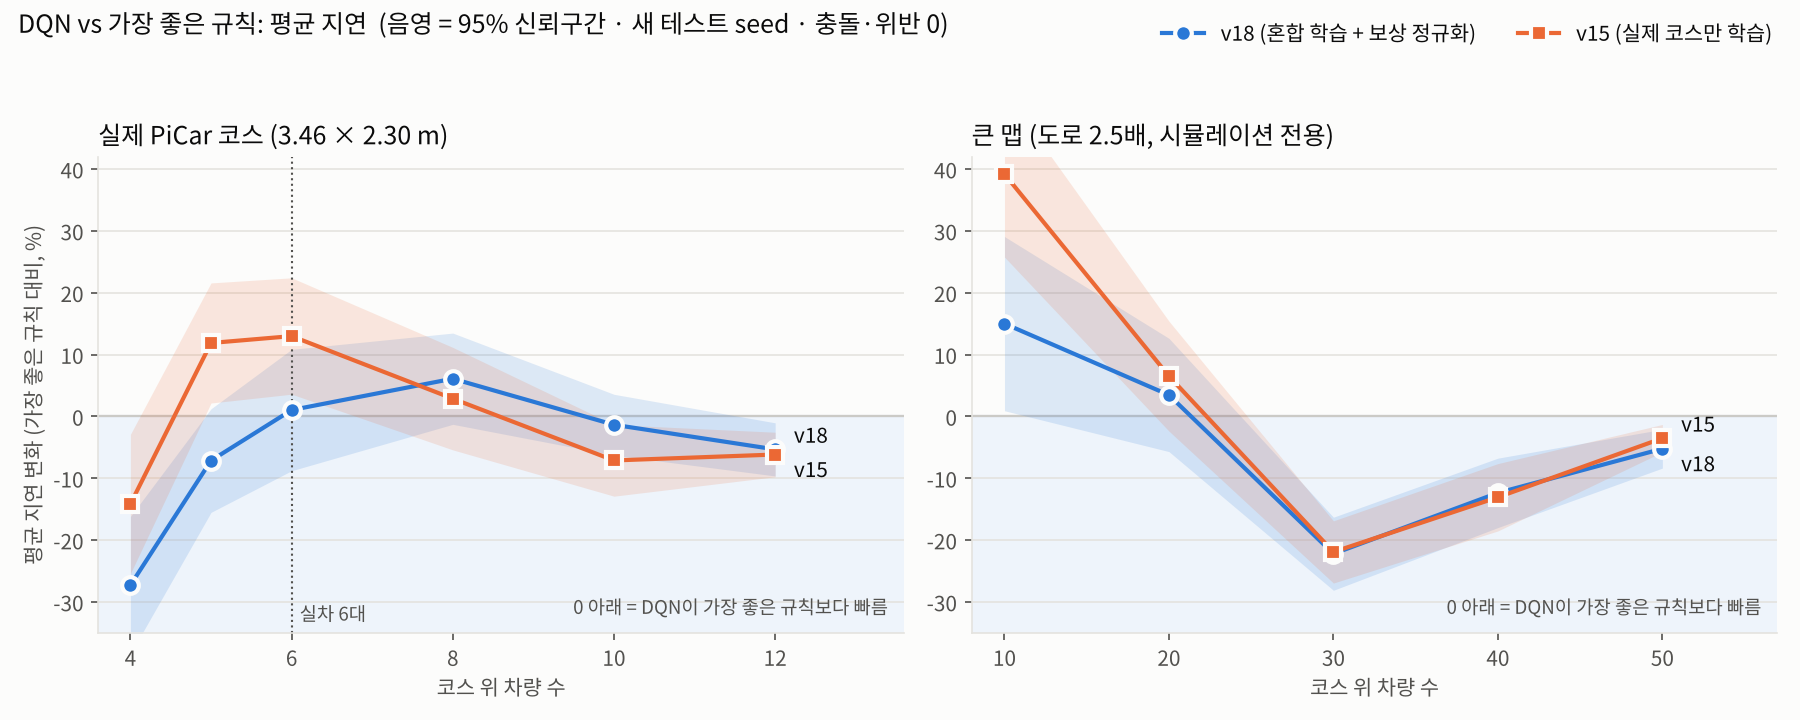 DQN vs 가장 좋은 규칙: 평균 지연 (음영 = 95% 신뢰구간 · 새 테스트 seed · 충돌·위반 0)
v18 (혼합 학습 + 보상 정규화)
v15 (실제 코스만 학습)
실제 PiCar 코스 (3.46 × 2.30 m)
평균 지연 변화 (가장 좋은 규칙 대비, %)
40
30
20
10
0
-10
-20
-30
v18
v15
실차 6대
0 아래 = DQN이 가장 좋은 규칙보다 빠름
4
6
8
10
12
코스 위 차량 수
큰 맵 (도로 2.5배, 시뮬레이션 전용)
40
30
20
10
0
-10
-20
-30
v15
v18
0 아래 = DQN이 가장 좋은 규칙보다 빠름
10
20
30
40
50
코스 위 차량 수